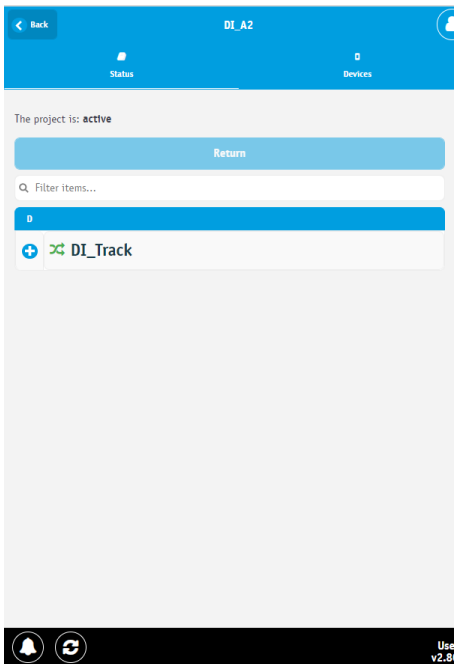 Back
DI_A2
Status
Devices
The project is: active
Return
Filter items...
D
DI_Track